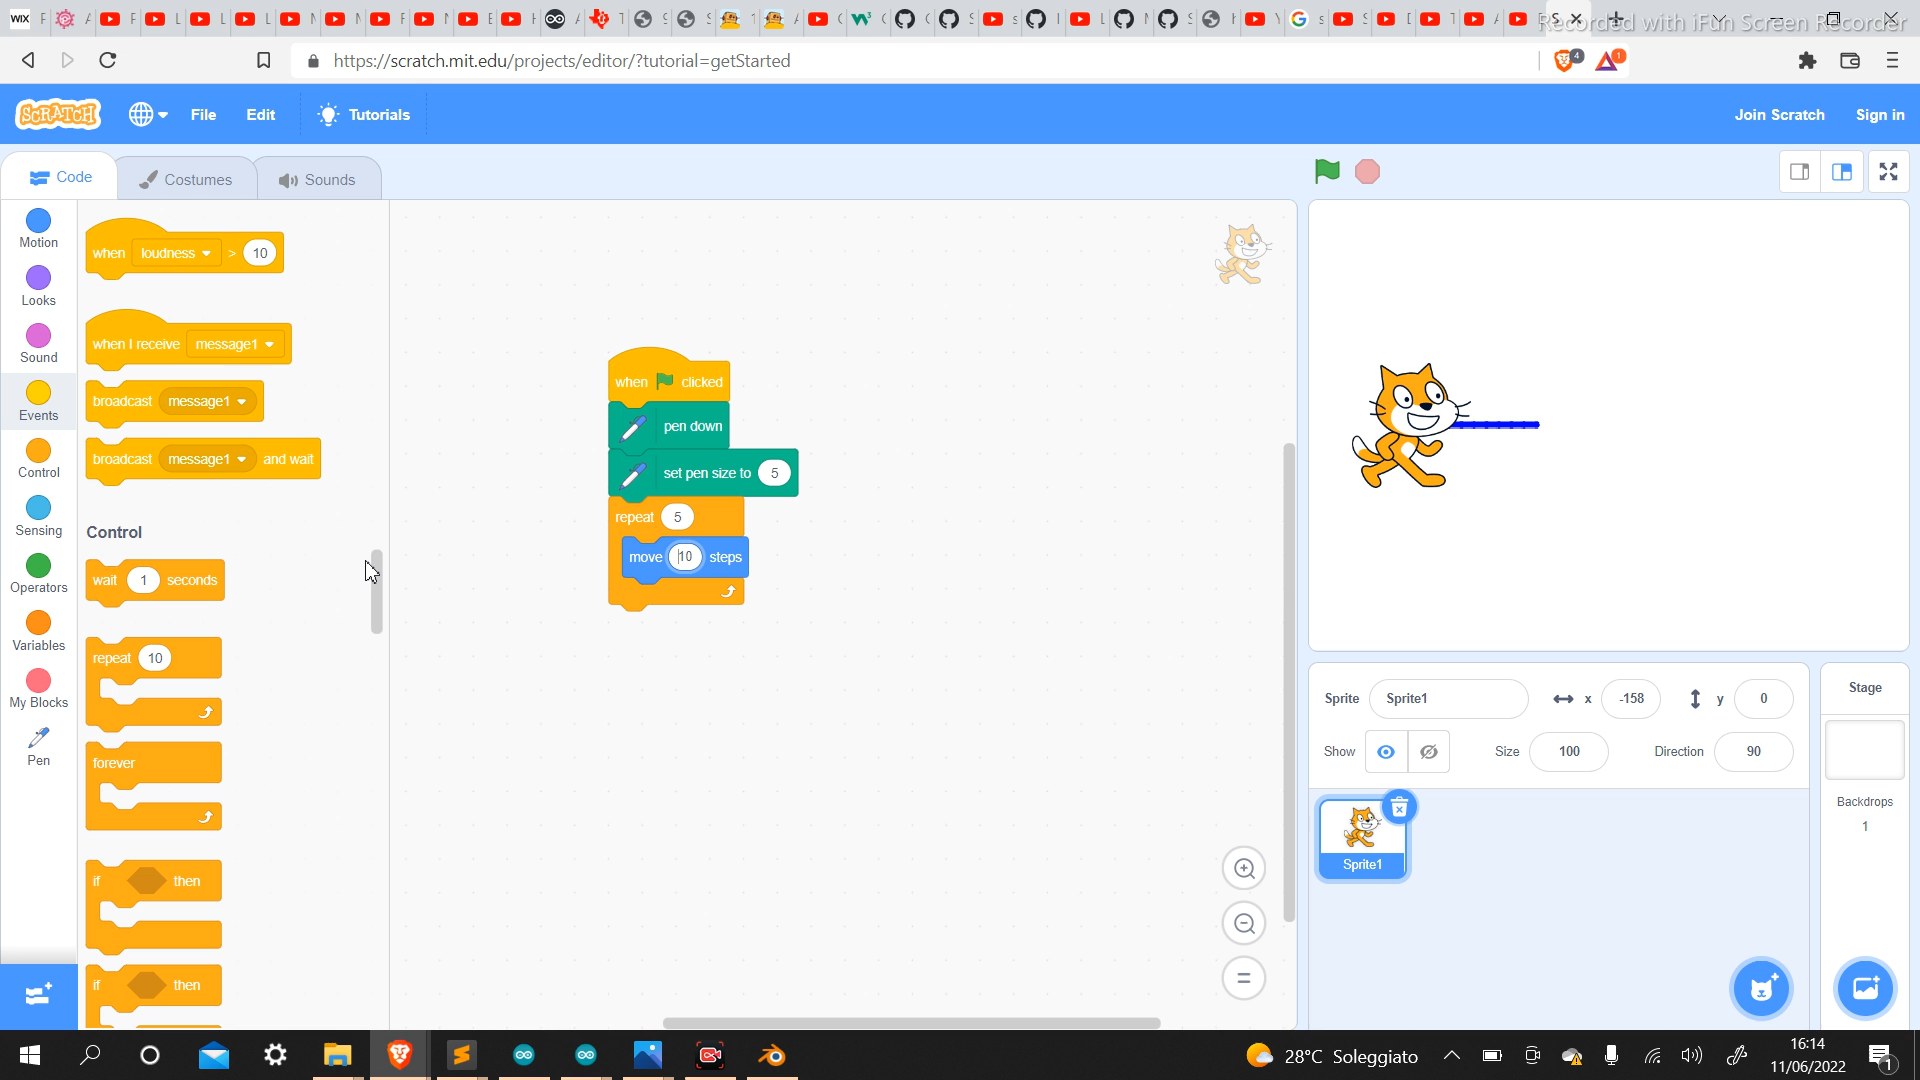 WIX
Recorded with iFun Screen Recorder
https://scratch.mit.edu/projects/editor/?tutorial=getStarted
4
1
SCRATCH
File
Edit
Tutorials
Join Scratch
Sign in
Code
Costumes
Sounds
Motion
Looks
Sound
Events
Control
Sensing
Operators
Variables
My Blocks
Pen
when loudness > 10
when I receive message1
broadcast message1
broadcast message1 and wait
Control
wait 1 seconds
repeat 10
forever
if then
if then
when clicked
pen down
set pen size to 5
repeat 5
move 10 steps
Sprite Sprite1 x -158 y 0
Show Size 100 Direction 90
Sprite1
Stage
Backdrops
1
28°C Soleggiato
16:14
11/06/2022
1